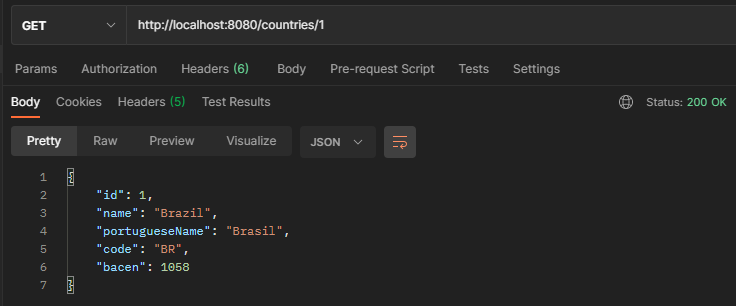 GET http://localhost:8080/countries/1
Params Authorization Headers (6) Body Pre-request Script Tests Settings
Body Cookies Headers (5) Test Results Status: 200 OK
Pretty Raw Preview Visualize JSON
1 {
2 "id": 1,
3 "name": "Brazil",
4 "portugueseName": "Brasil",
5 "code": "BR",
6 "bacen": 1058
7 }